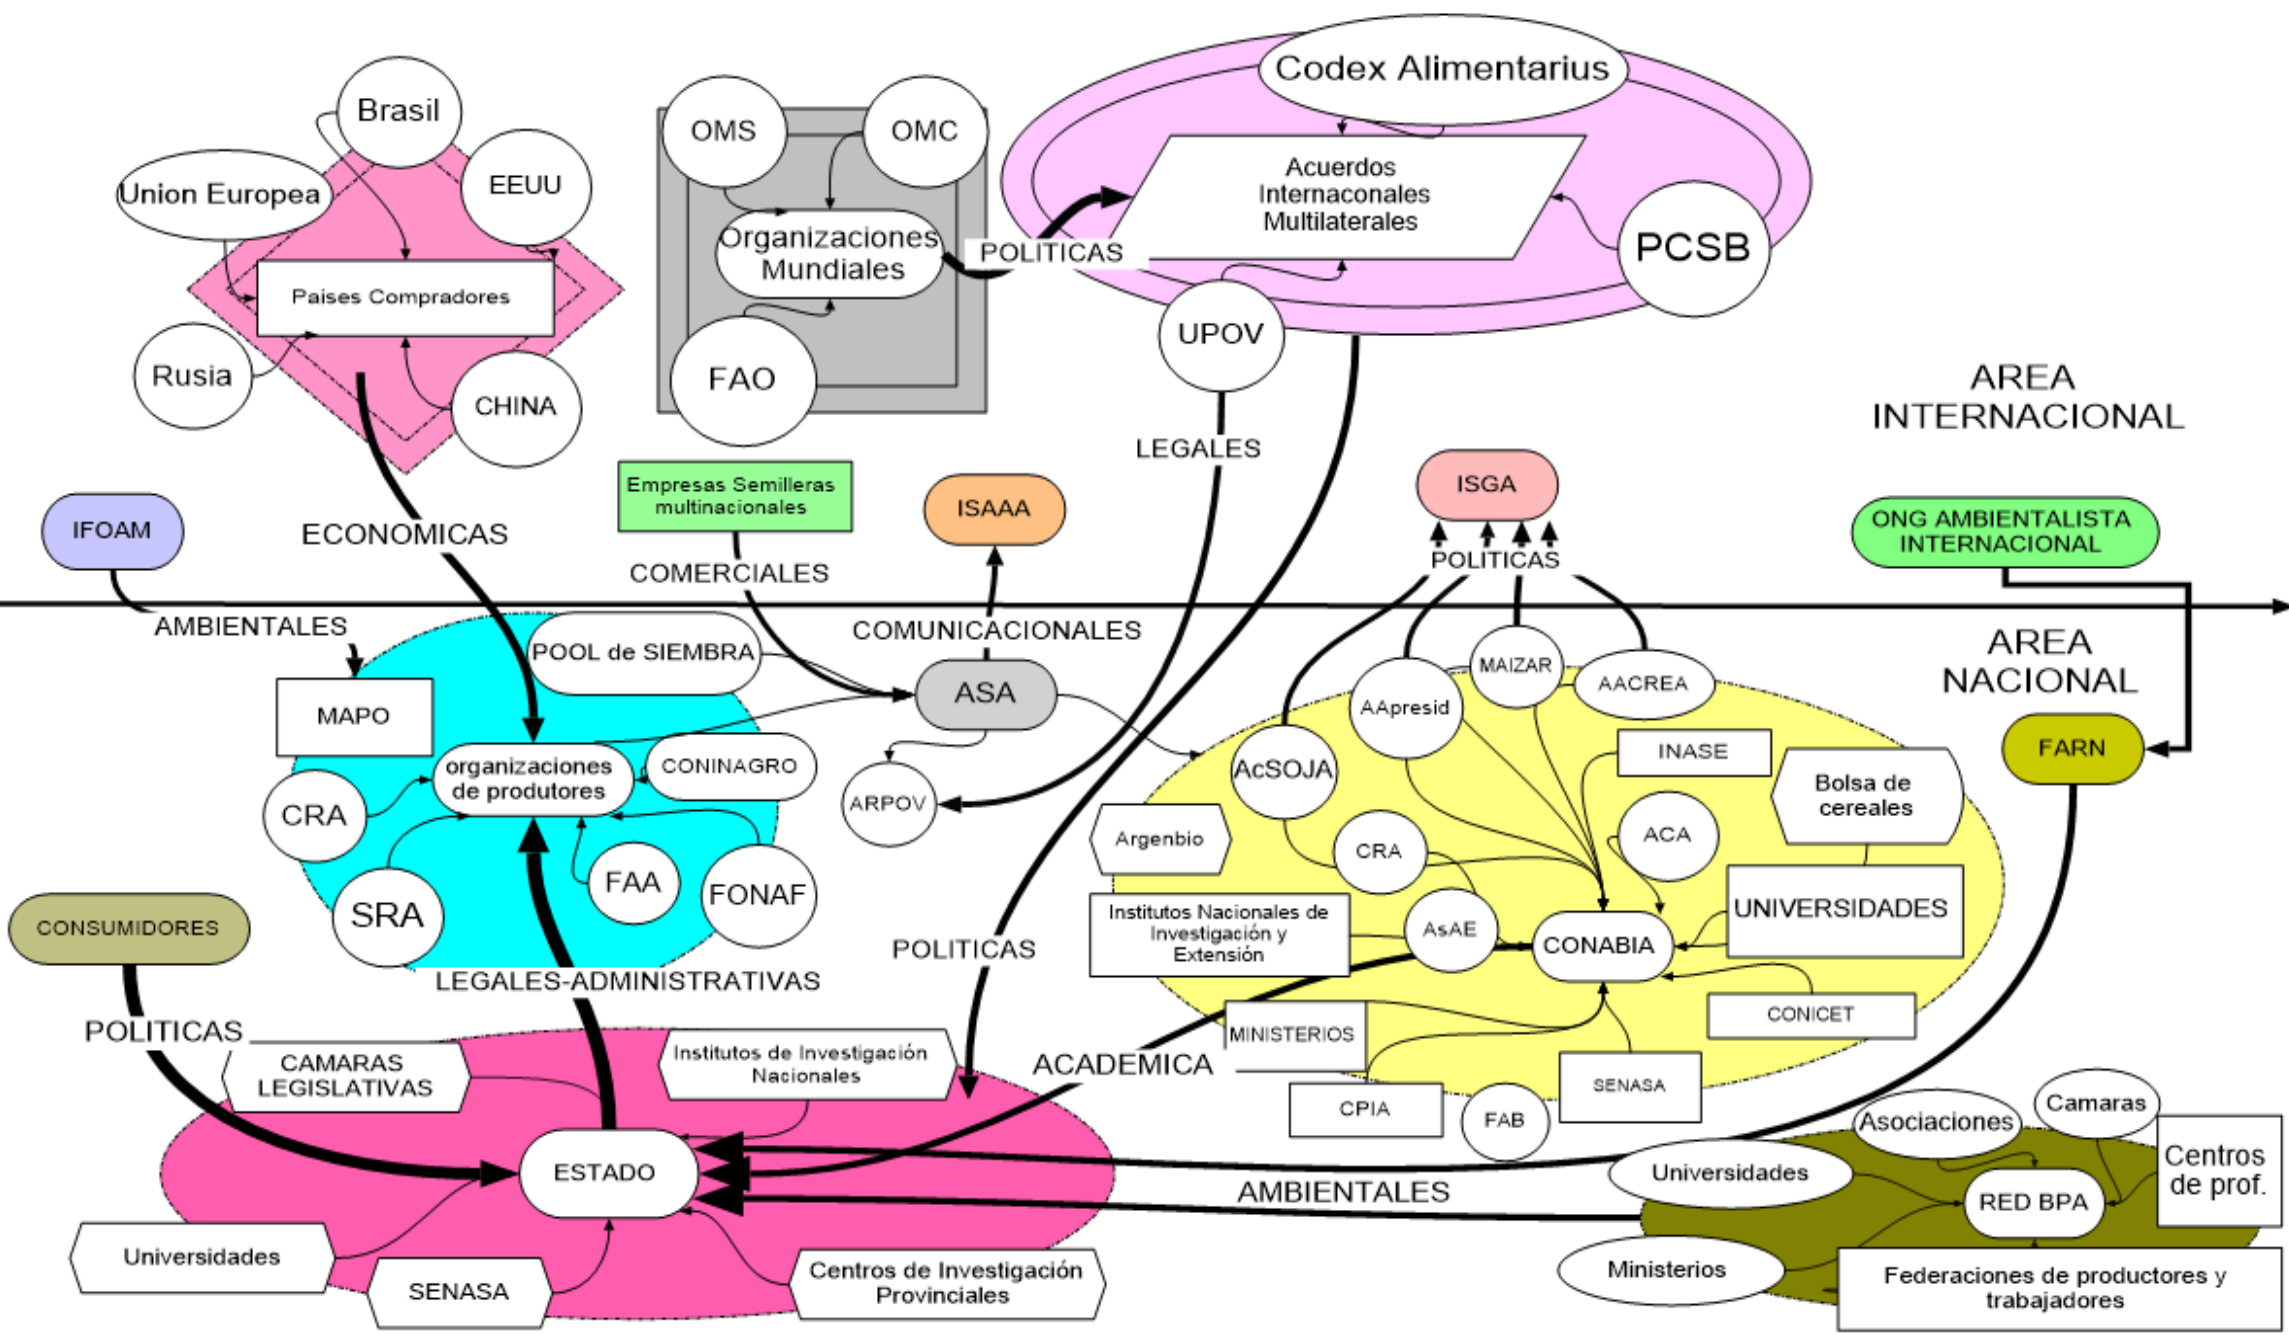 Codex Alimentarius
Brasil
OMS
OMC
EEUU
Union Europea
Acuerdos
Internaconales
Multilaterales
PCSB
Organizaciones
Mundiales
POLITICAS
Paises Compradores
UPOV
Rusia
FAO
CHINA
AREA
INTERNACIONAL
LEGALES
Empresas Semilleras
multinacionales
ISAAA
ISGA
IFOAM
ECONOMICAS
ONG AMBIENTALISTA
INTERNACIONAL
COMERCIALES
POLITICAS
AMBIENTALES
COMUNICACIONALES
AREA
NACIONAL
POOL de SIEMBRA
MAPO
ASA
AApresid
MAIZAR
AACREA
INASE
FARN
organizaciones
de produtores
CONINAGRO
AcSOJA
Bolsa de
cereales
CRA
ARPOV
Argenbio
CRA
ACA
FAA
FONAF
SRA
CONSUMIDORES
Institutos Nacionales de
Investigación y
Extensión
AsAE
CONABIA
UNIVERSIDADES
POLITICAS
LEGALES-ADMINISTRATIVAS
CONICET
MINISTERIOS
POLITICAS
CAMARAS
LEGISLATIVAS
Institutos de Investigación
Nacionales
ACADEMICA
SENASA
CPIA
FAB
Asociaciones
Camaras
Centros
de prof.
ESTADO
Universidades
AMBIENTALES
RED BPA
Universidades
SENASA
Centros de Investigación
Provinciales
Ministerios
Federaciones de productores y
trabajadores